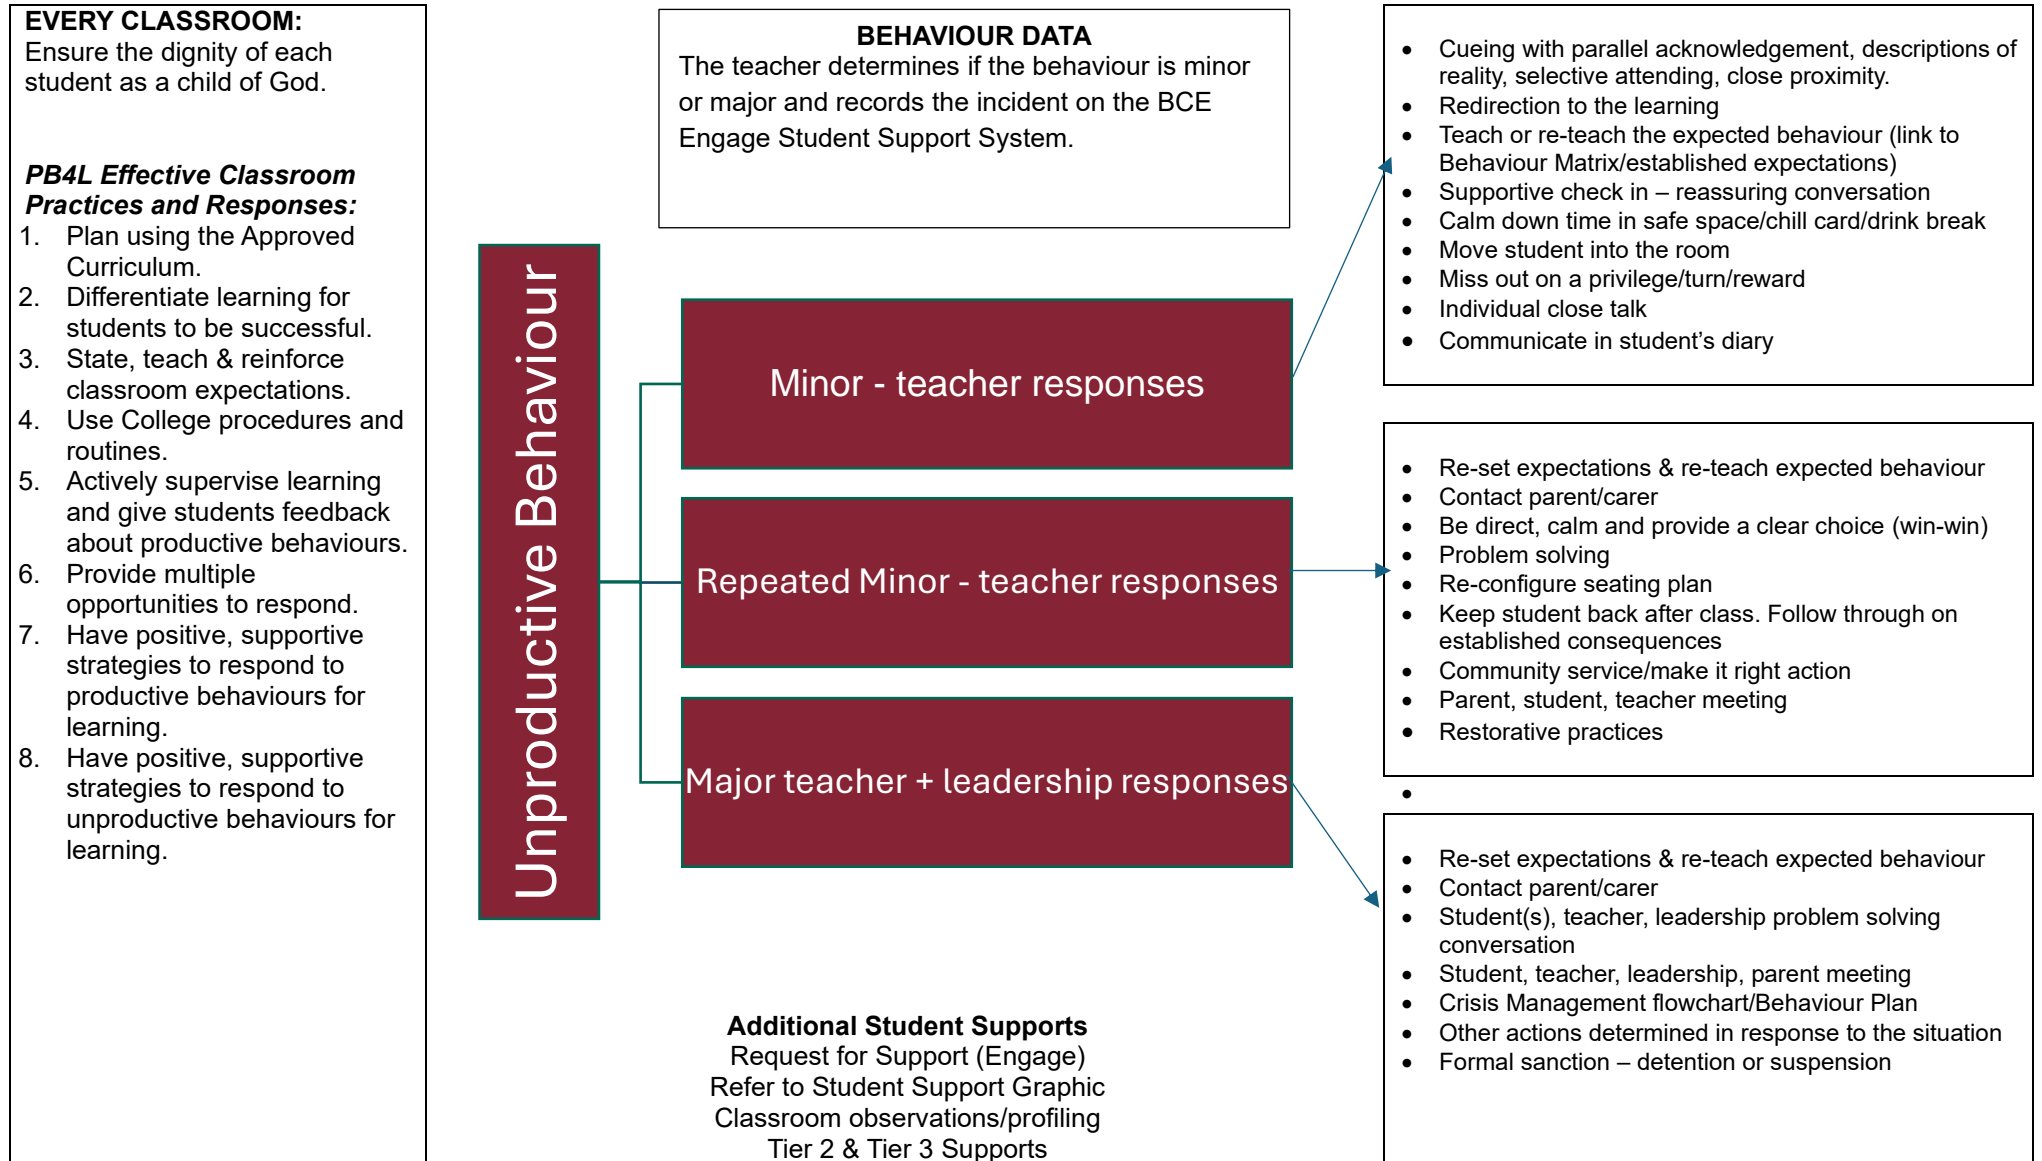 EVERY CLASSROOM:
Ensure the dignity of each
student as a child of God.
PB4L Effective Classroom
Practices and Responses:
1. Plan using the Approved
Curriculum.
2. Differentiate learning for
students to be successful.
3. State, teach & reinforce
classroom expectations.
4. Use College procedures and
routines.
5. Actively supervise learning
and give students feedback
about productive behaviours.
6. Provide multiple
opportunities to respond.
7. Have positive, supportive
strategies to respond to
productive behaviours for
learning.
8. Have positive, supportive
strategies to respond to
unproductive behaviours for
learning.
BEHAVIOUR DATA
The teacher determines if the behaviour is minor
or major and records the incident on the BCE
Engage Student Support System.
Unproductive Behaviour
Minor - teacher responses
Repeated Minor - teacher responses
Major teacher + leadership responses
Additional Student Supports
Request for Support (Engage)
Refer to Student Support Graphic
Classroom observations/profiling
Tier 2 & Tier 3 Supports
• Cueing with parallel acknowledgement, descriptions of
reality, selective attending, close proximity.
• Redirection to the learning
• Teach or re-teach the expected behaviour (link to
Behaviour Matrix/established expectations)
• Supportive check in – reassuring conversation
• Calm down time in safe space/chill card/drink break
• Move student into the room
• Miss out on a privilege/turn/reward
• Individual close talk
• Communicate in student’s diary
• Re-set expectations & re-teach expected behaviour
• Contact parent/carer
• Be direct, calm and provide a clear choice (win-win)
• Problem solving
• Re-configure seating plan
• Keep student back after class. Follow through on
established consequences
• Community service/make it right action
• Parent, student, teacher meeting
• Restorative practices
•
• Re-set expectations & re-teach expected behaviour
• Contact parent/carer
• Student(s), teacher, leadership problem solving
conversation
• Student, teacher, leadership, parent meeting
• Crisis Management flowchart/Behaviour Plan
• Other actions determined in response to the situation
• Formal sanction – detention or suspension